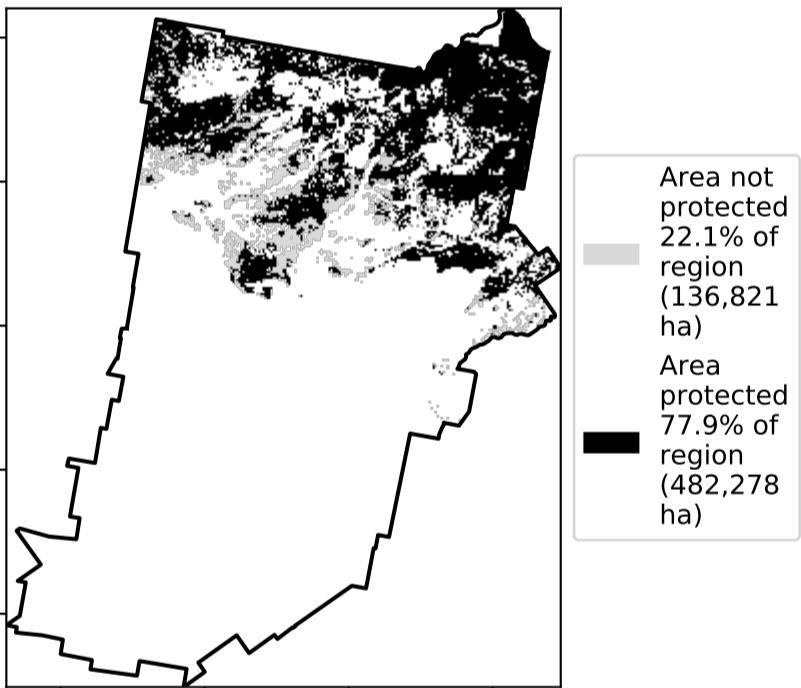 Area not
protected
22.1% of
region
(136,821
ha)
Area
protected
77.9% of
region
(482,278
ha)